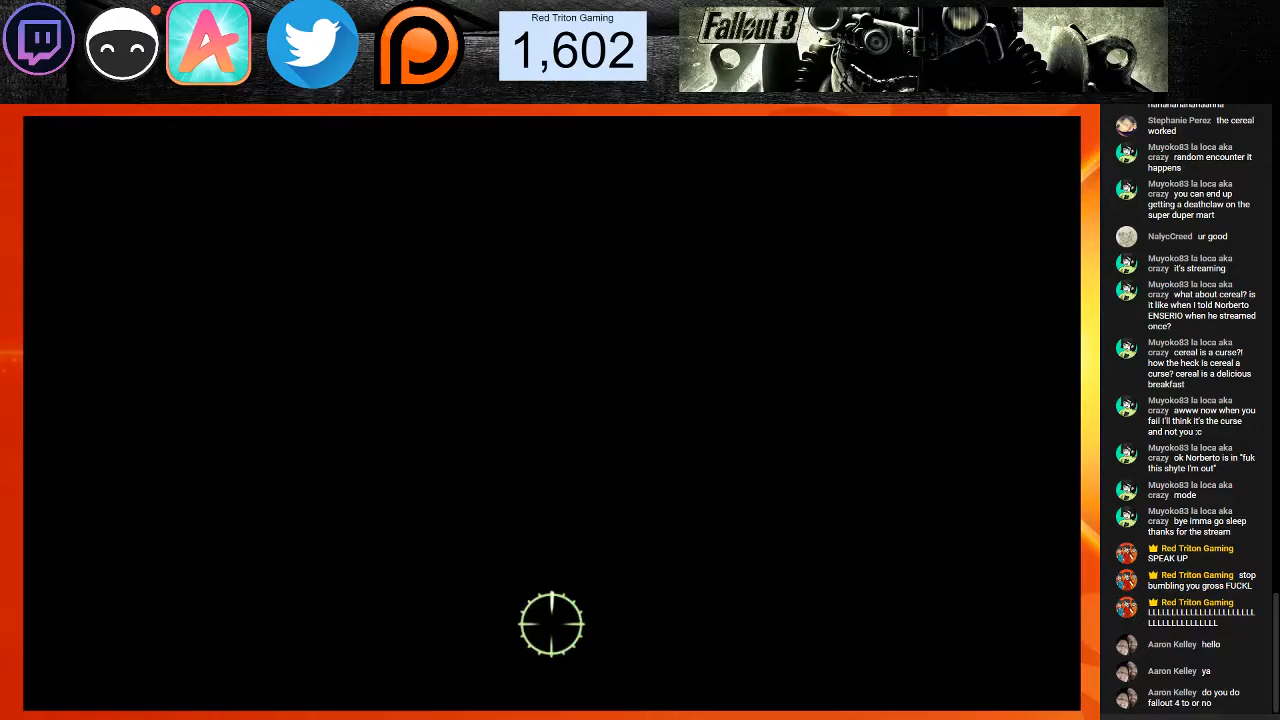 Red Triton Gaming
1,602
Fallout 3
hahahahahahaahha
Stephanie Perez the cereal
worked
Muyoko83 la loca aka
crazy random encounter it
happens
Muyoko83 la loca aka
crazy you can end up
getting a deathclaw on the
super duper mart
NalycCreed ur good
Muyoko83 la loca aka
crazy it's streaming
Muyoko83 la loca aka
crazy what about cereal? is
it like when I told Norberto
ENSERIO when he streamed
once?
Muyoko83 la loca aka
crazy cereal is a curse?!
how the heck is cereal a
curse? cereal is a delicious
breakfast
Muyoko83 la loca aka
crazy awww now when you
fail I'll think it's the curse
and not you :c
Muyoko83 la loca aka
crazy ok Norberto is in "fuk
this shyte I'm out"
Muyoko83 la loca aka
crazy mode
Muyoko83 la loca aka
crazy bye imma go sleep
thanks for the stream
Red Triton Gaming
SPEAK UP
Red Triton Gaming stop
bumbling you gross FUCKL
Red Triton Gaming
LLLLLLLLLLLLLLLLLLLLLLL
LLLLLLLLLLLLLLL
Aaron Kelley hello
Aaron Kelley ya
Aaron Kelley do you do
fallout 4 to or no